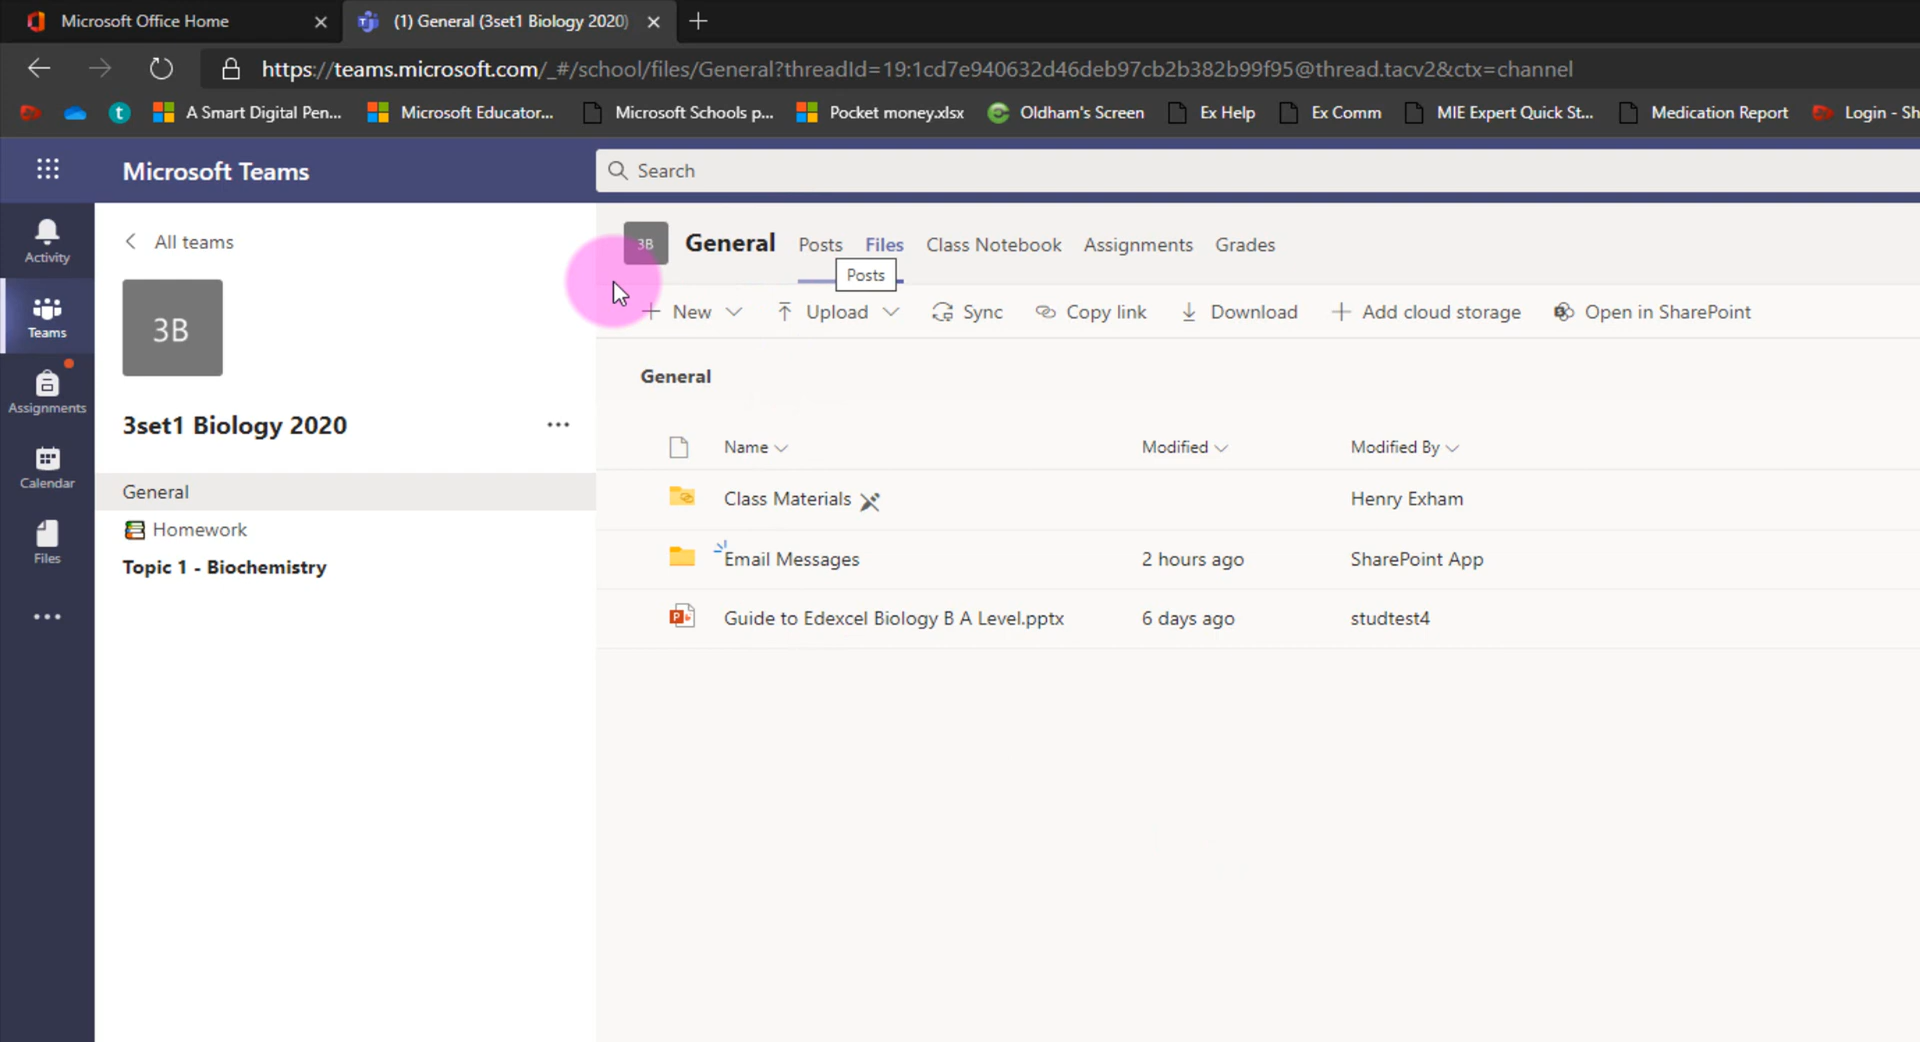 Microsoft Office Home
(1) General (3set1 Biology 2020)
https://teams.microsoft.com/_#/school/files/General?threadId=19:1cd7e940632d46deb97cb2b382b99f95@thread.tacv2&ctx=channel
t A Smart Digital Pen... Microsoft Educator... Microsoft Schools p... Pocket money.xlsx Oldham's Screen Ex Help Ex Comm MIE Expert Quick St... Medication Report Login - Sh
Microsoft Teams
Search
Activity
Teams
Assignments
Calendar
Files
All teams
3B
3set1 Biology 2020
General
Homework
Topic 1 - Biochemistry
3B General Posts Files Class Notebook Assignments Grades
Posts
New Upload Sync Copy link Download Add cloud storage Open in SharePoint
General
Name Modified Modified By
Class Materials Henry Exham
Email Messages 2 hours ago SharePoint App
Guide to Edexcel Biology B A Level.pptx 6 days ago studtest4